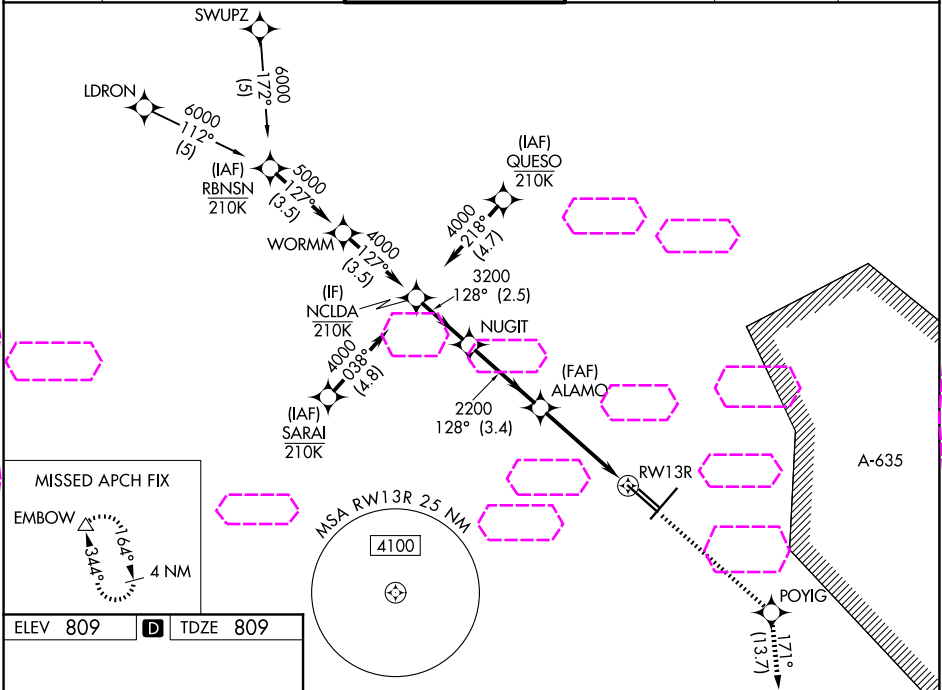 SWUPZ
6000
172°
(5)
LDRON
6000
112°
(5)
(IAF)
RBNSN
210K
5000
127°
(3.5)
(IAF)
QUESO
210K
4000
218°
(4.7)
WORMM
4000
127°
(3.5)
3200
128° (2.5)
(IF)
NCLDA
210K
NUGIT
4000
038°
(4.8)
(IAF)
SARAI
210K
(FAF)
ALAMO
2200
128° (3.4)
A-635
RW13R
MISSED APCH FIX
EMBOW
164°
344°
4 NM
MSA RW13R 25 NM
4100
POYIG
171°
(13.7)
ELEV 809 D TDZE 809